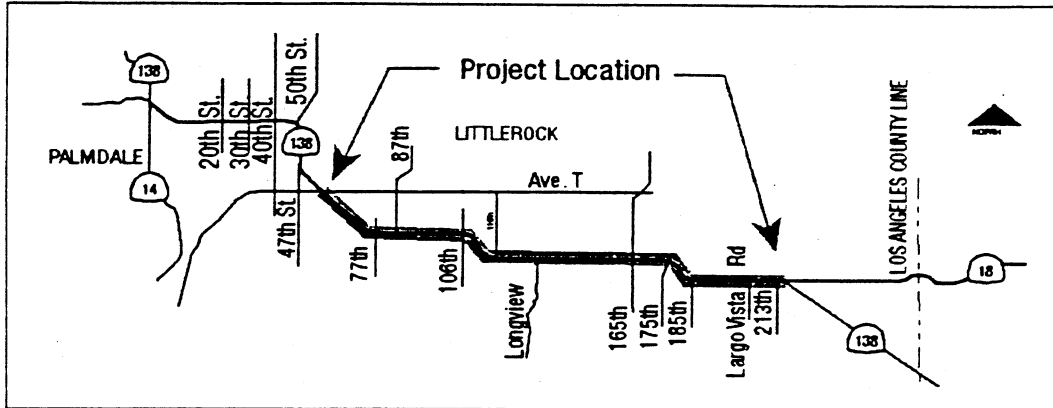 138
20th St.
30th St.
40th St.
50th St.
Project Location
138
87th
LITTLEROCK
LOS ANGELES COUNTY LINE
NORTH
PALMDALE
14
Ave. T
47th St.
77th
106th
Longview
165th
175th
185th
Largo Vista Rd
213th
138
18